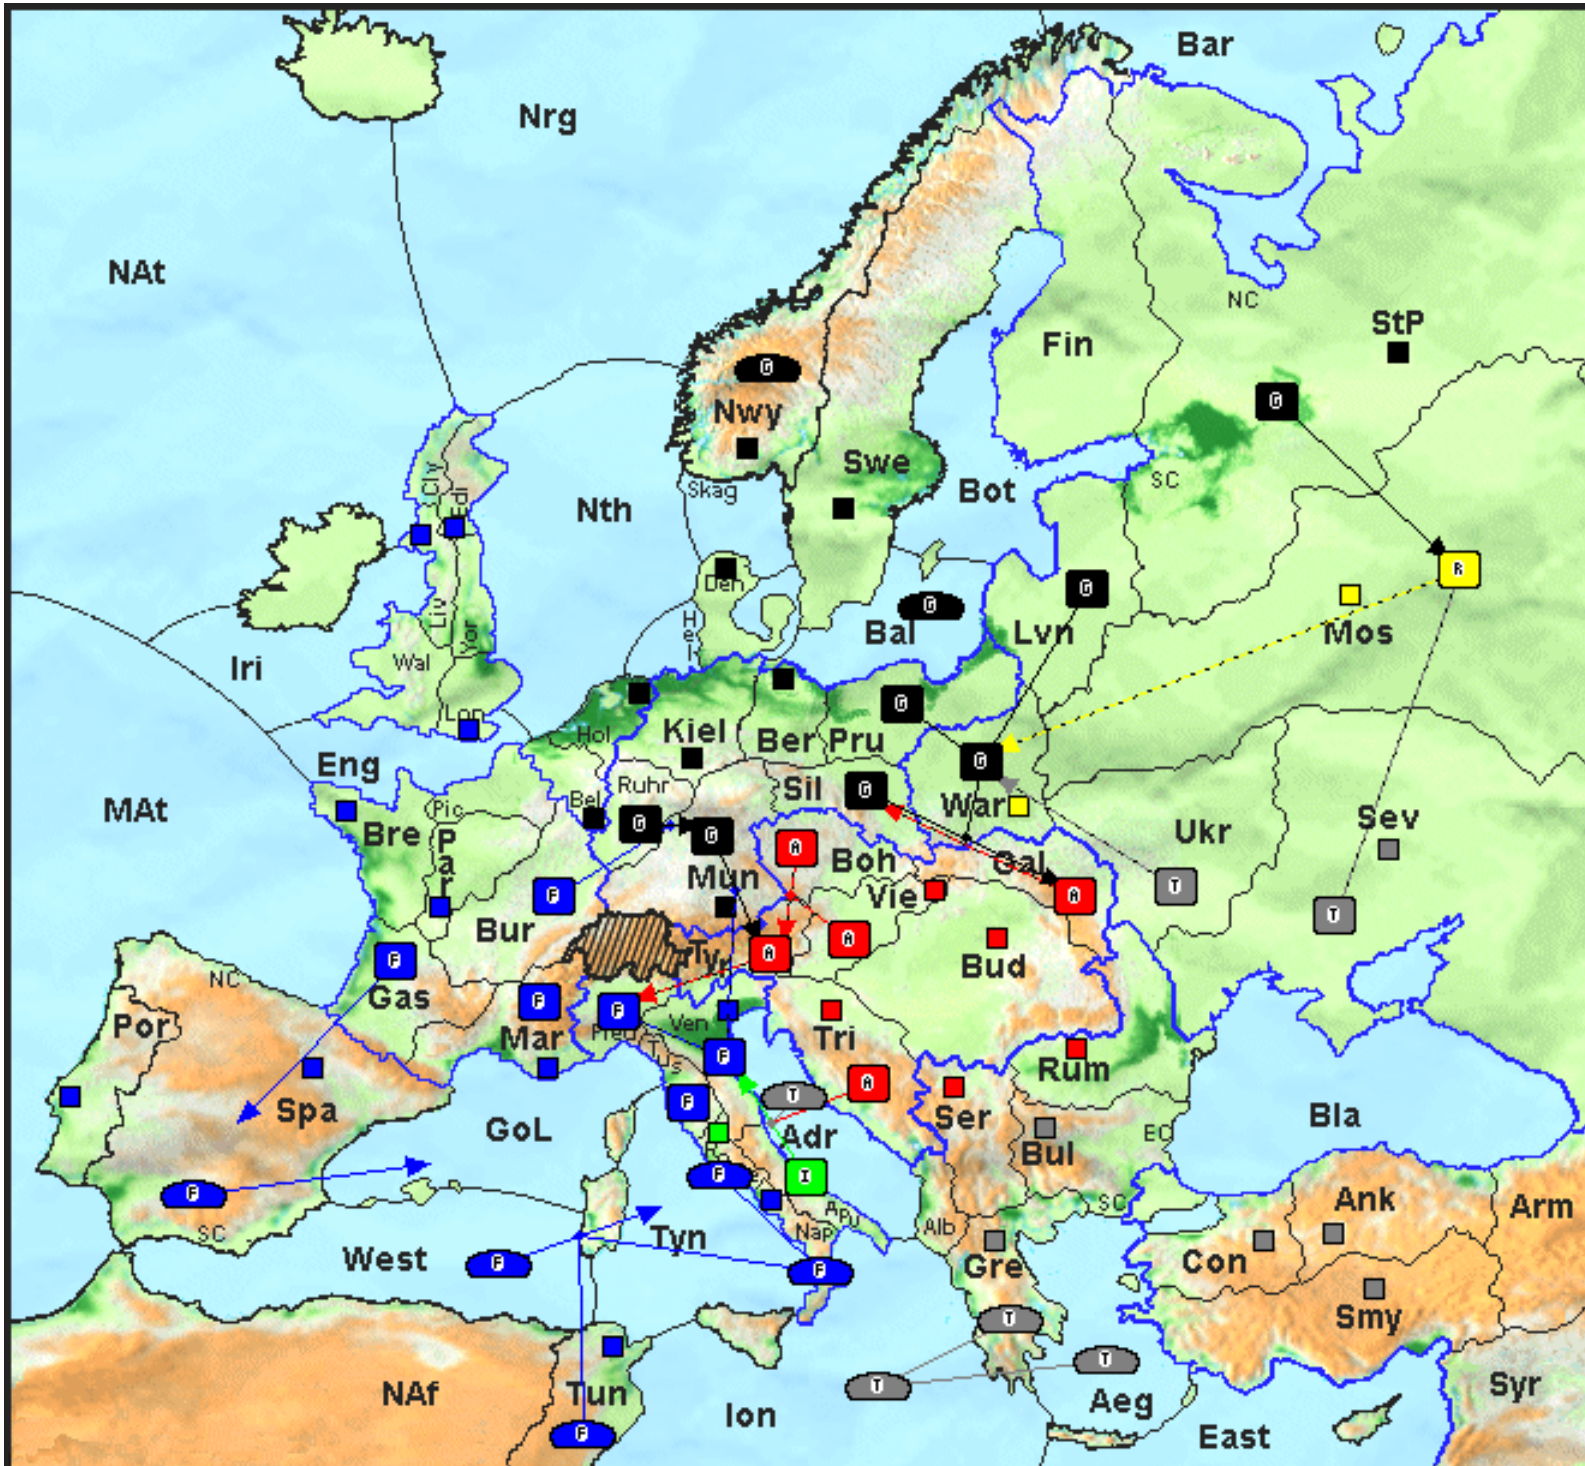 Bar
Nrg
NAt
NC
StP
Fin
G
G
Nwy
Swe
SC
Skag
Bot
Nth
Cly
Edi
Den
G
G
R
Hel
Bal
Lvn
Mos
Liv
Yor
Wal
Iri
Lon
G
Hol
Kiel
Ber
Pru
Eng
G
Ruhr
Sil
G
War
MAt
Pic
Bel
Bre
Par
G
G
A
Boh
Gal
Ukr
Sev
Mun
Vie
F
A
T
T
Bur
A
A
Tyr
Bud
F
NC
Gas
F
F
Por
Mar
Pied
Ven
Tri
Tus
F
Rum
A
Spa
F
T
Ser
GoL
Adr
Bul
EC
Bla
F
I
F
Apu
SC
Ank
Arm
SC
Nap
Alb
West
Tyn
Gre
Con
F
F
T
Smy
T
T
NAf
Tun
Ion
Aeg
Syr
F
East